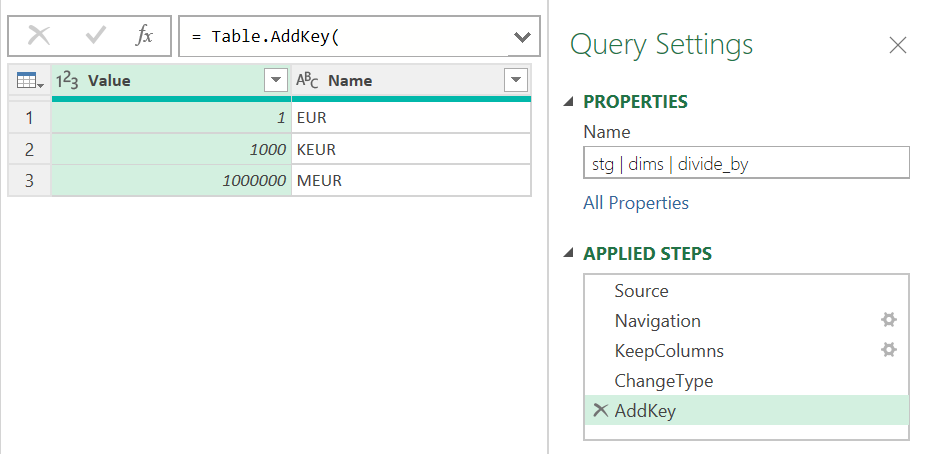 fx = Table.AddKey(
1²3 Value ABC Name
1 1 EUR
2 1000 KEUR
3 1000000 MEUR
Query Settings
PROPERTIES
Name
stg | dims | divide_by
All Properties
APPLIED STEPS
Source
Navigation
KeepColumns
ChangeType
AddKey